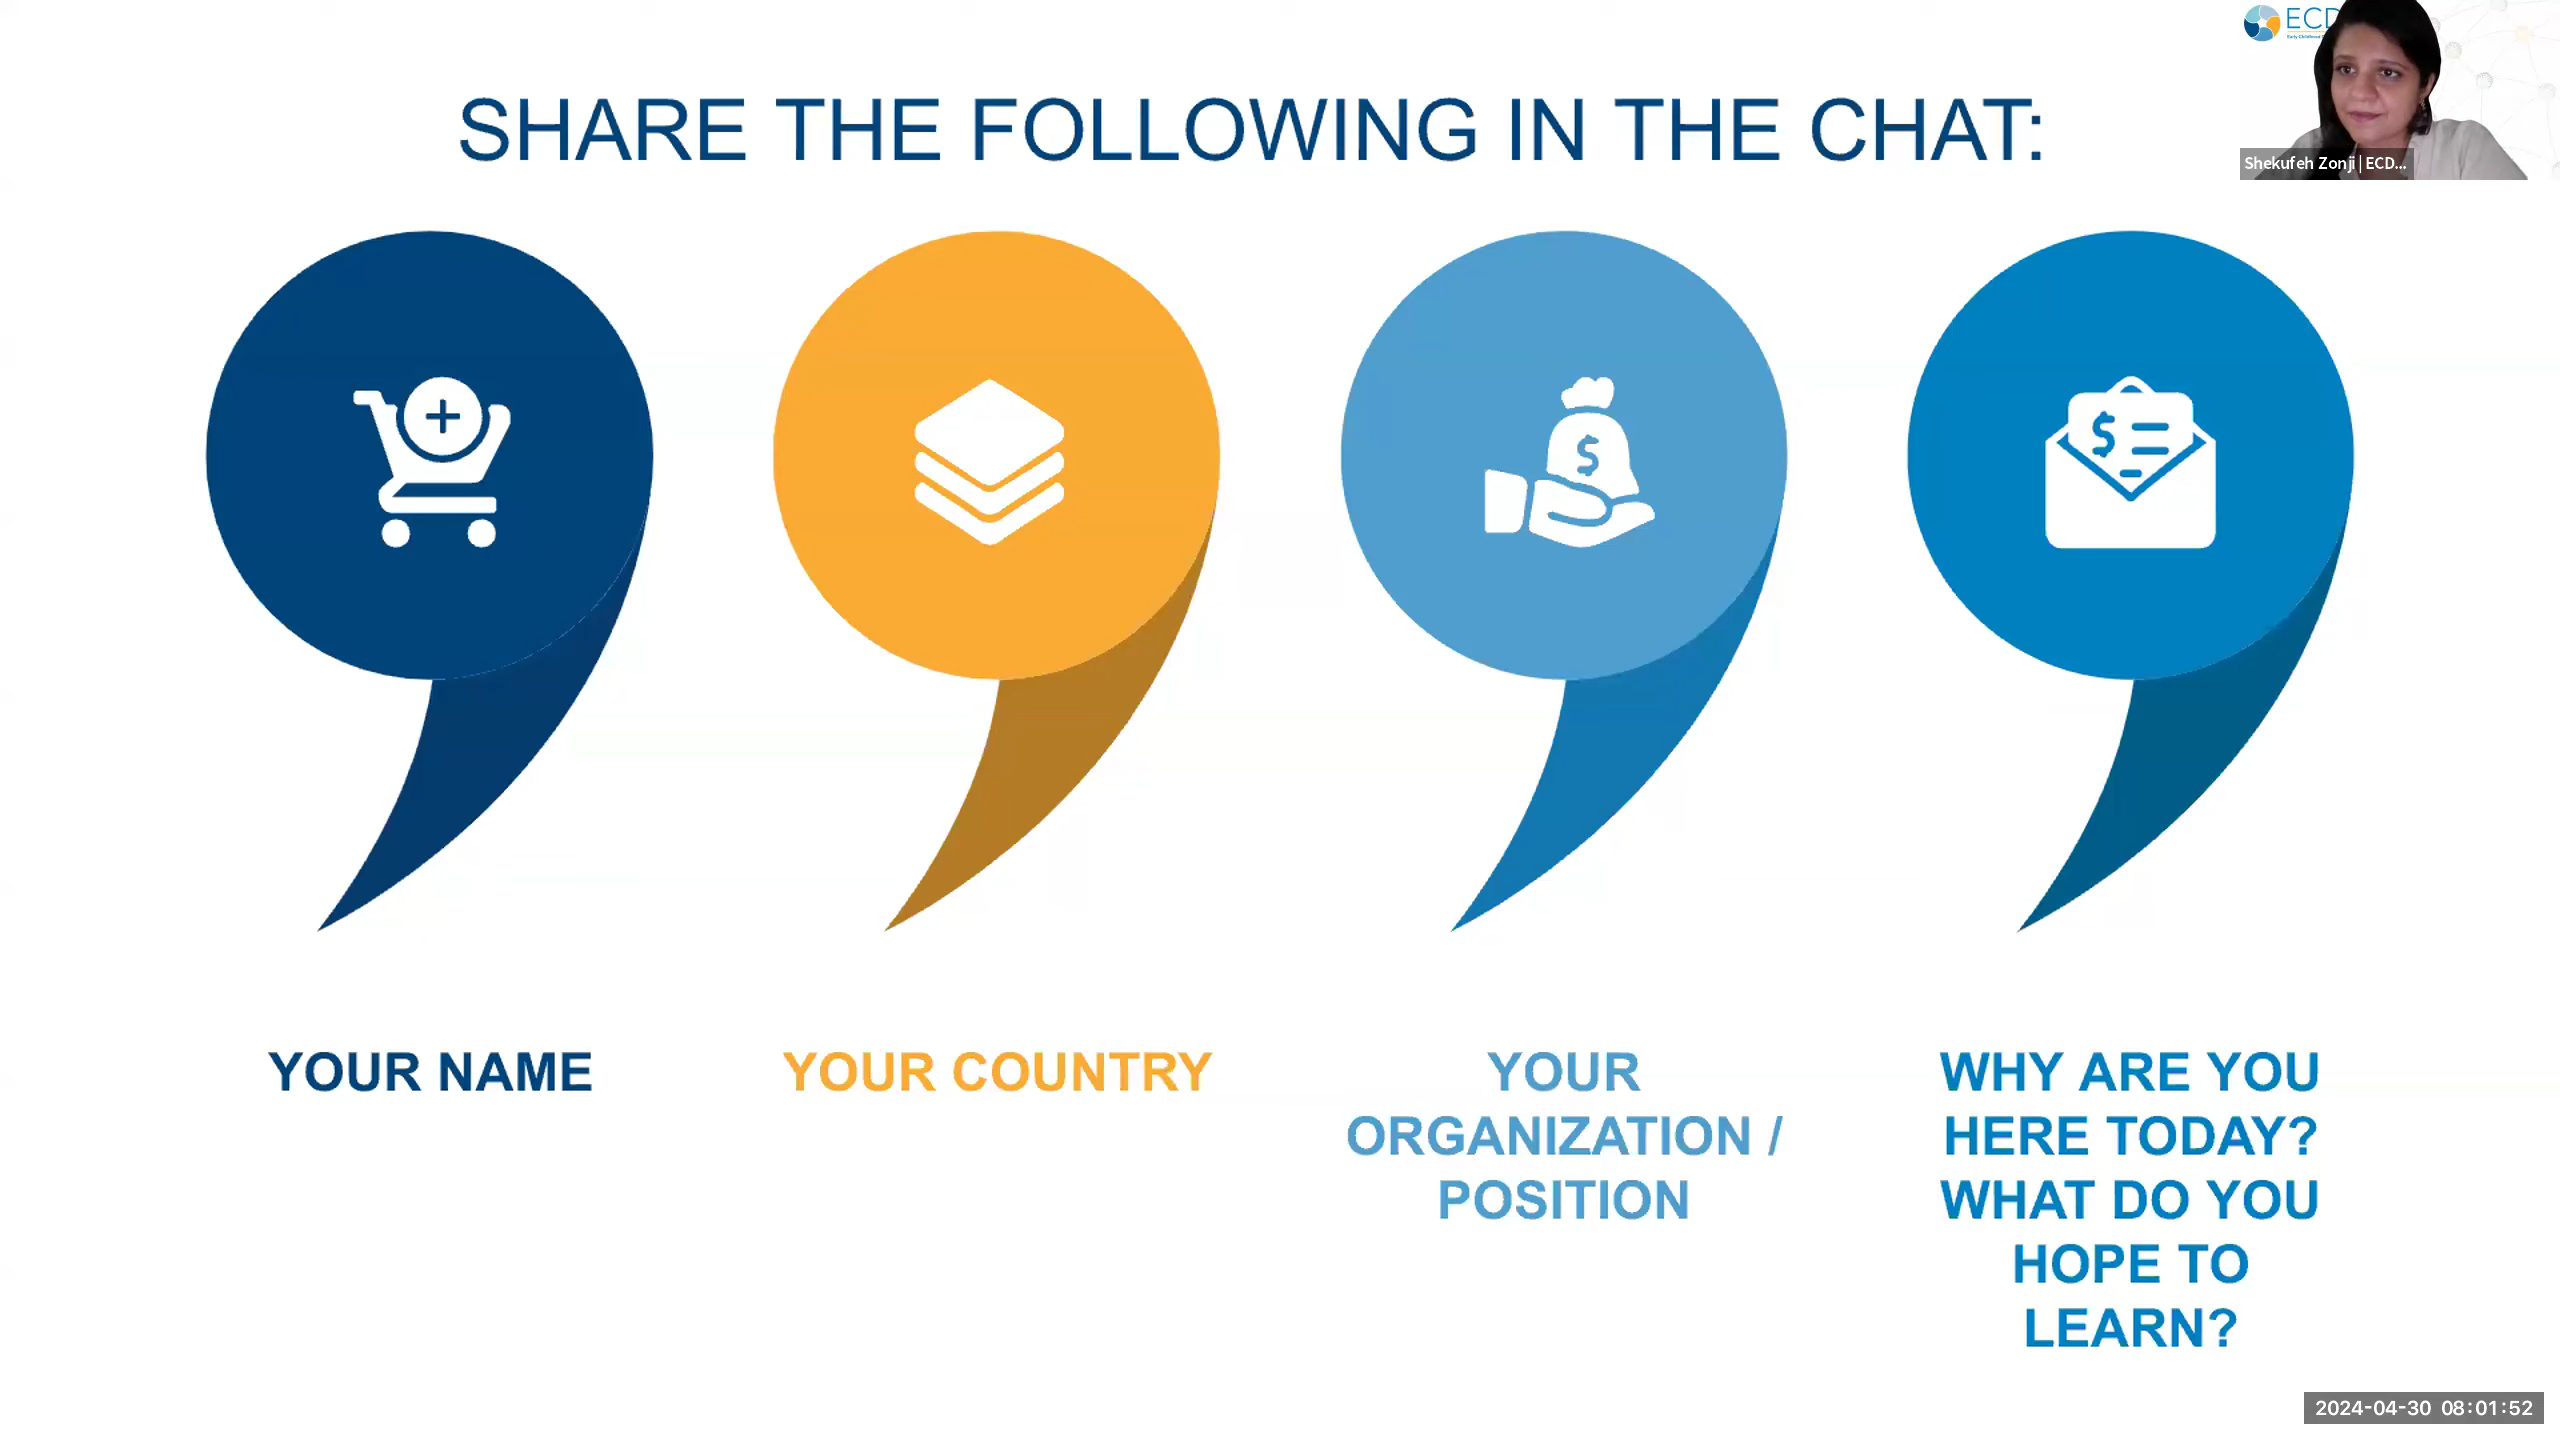 ECD
SHARE THE FOLLOWING IN THE CHAT:
Shekufeh Zonji | ECD...
$
$
YOUR NAME
YOUR COUNTRY
YOUR
ORGANIZATION /
POSITION
WHY ARE YOU
HERE TODAY?
WHAT DO YOU
HOPE TO
LEARN?
2024-04-30 08:01:52